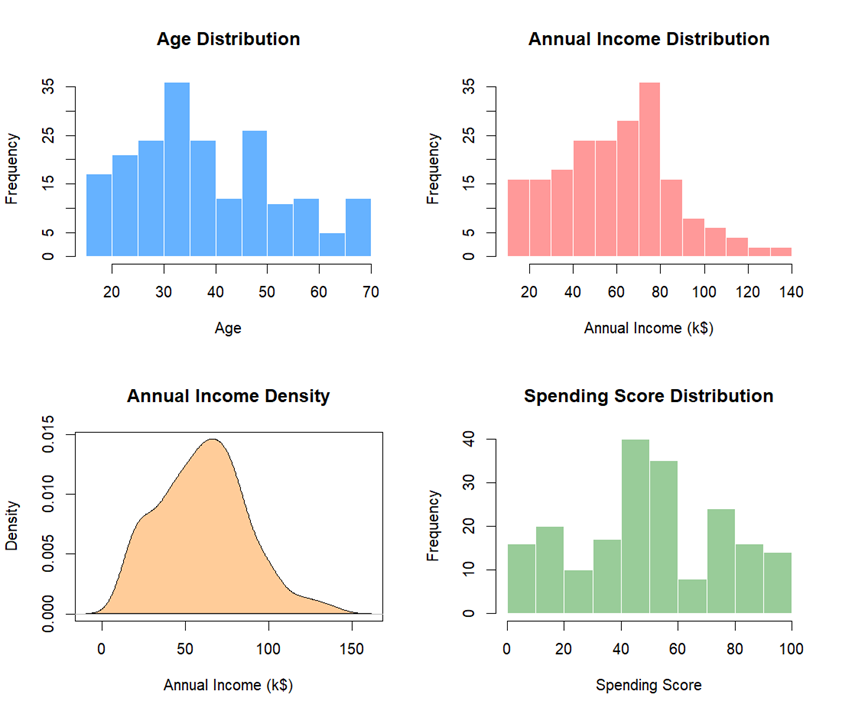 Age Distribution
Frequency
35
25
15
5
0
20 30 40 50 60 70
Age
Annual Income Distribution
Frequency
35
25
15
5
0
20 40 60 80 100 120 140
Annual Income (k$)
Annual Income Density
Density
0.015
0.010
0.005
0.000
0 50 100 150
Annual Income (k$)
Spending Score Distribution
Frequency
40
30
20
10
0
0 20 40 60 80 100
Spending Score